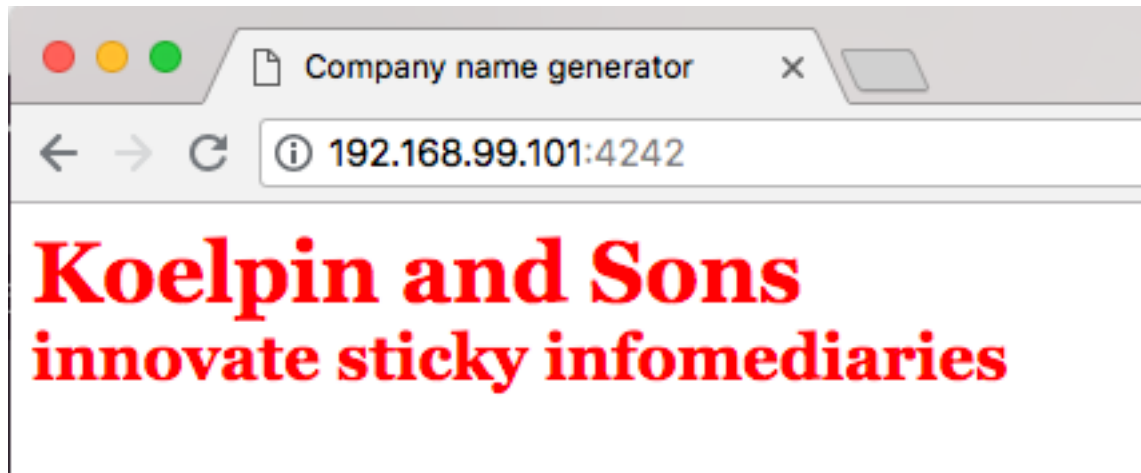 Company name generator
192.168.99.101:4242
Koelpin and Sons
innovate sticky infomediaries